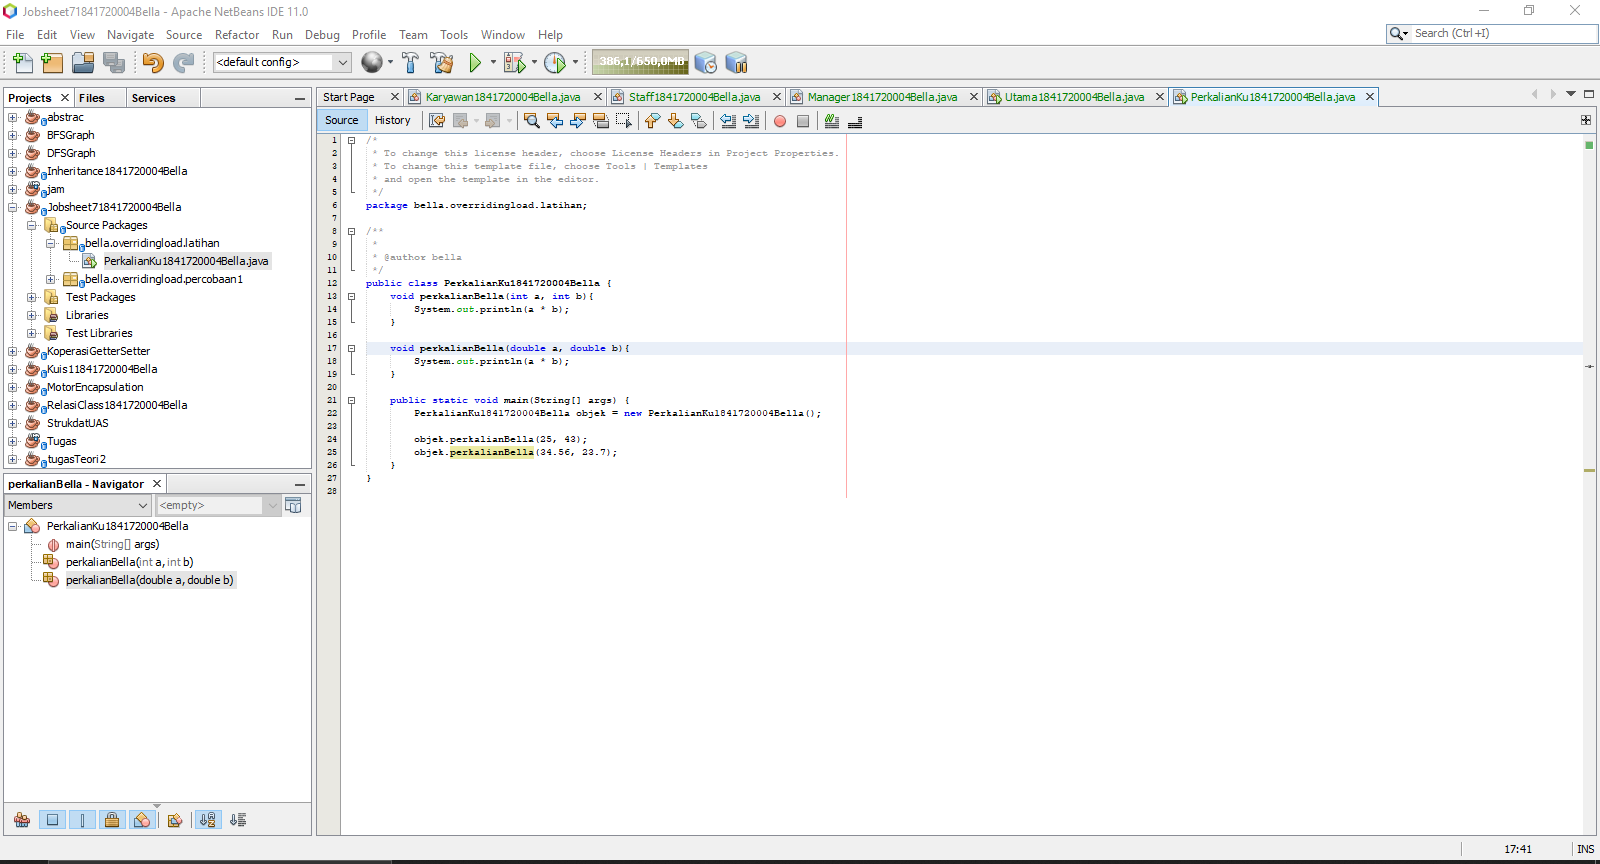 Jobsheet71841720004Bella - Apache NetBeans IDE 11.0
File Edit View Navigate Source Refactor Run Debug Profile Team Tools Window Help
Search (Ctrl+I)
<default config>
386,1/650,0MB
Projects Files Services
abstrac
BFSGraph
DFSGraph
Inheritance1841720004Bella
jam
Jobsheet71841720004Bella
Source Packages
bella.overridingload.latihan
PerkalianKu1841720004Bella.java
bella.overridingload.percobaan1
Test Packages
Libraries
Test Libraries
KoperasiGetterSetter
Kuis11841720004Bella
MotorEncapsulation
RelasiClass1841720004Bella
StrukdatUAS
Tugas
tugasTeori2
perkalianBella - Navigator
Members
<empty>
PerkalianKu1841720004Bella
main(String[] args)
perkalianBella(int a, int b)
perkalianBella(double a, double b)
Start Page Karyawan1841720004Bella.java Staff1841720004Bella.java Manager1841720004Bella.java Utama1841720004Bella.java PerkalianKu1841720004Bella.java
Source History
1 /*
2 * To change this license header, choose License Headers in Project Properties.
3 * To change this template file, choose Tools | Templates
4 * and open the template in the editor.
5 */
6 package bella.overridingload.latihan;
7
8 /**
9 *
10 * @author bella
11 */
12 public class PerkalianKu1841720004Bella {
13 void perkalianBella(int a, int b){
14 System.out.println(a * b);
15 }
16
17 void perkalianBella(double a, double b){
18 System.out.println(a * b);
19 }
20
21 public static void main(String[] args) {
22 PerkalianKu1841720004Bella objek = new PerkalianKu1841720004Bella();
23
24 objek.perkalianBella(25, 43);
25 objek.perkalianBella(34.56, 23.7);
26 }
27 }
28
17:41 INS